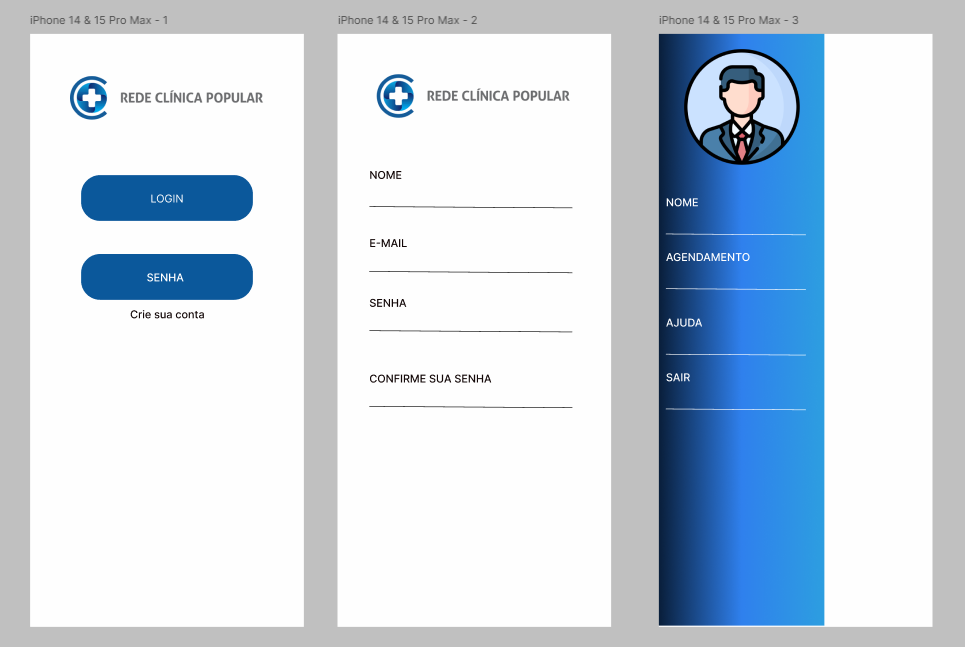 iPhone 14 & 15 Pro Max - 1
REDE CLÍNICA POPULAR
LOGIN
SENHA
Crie sua conta
iPhone 14 & 15 Pro Max - 2
REDE CLÍNICA POPULAR
NOME
E-MAIL
SENHA
CONFIRME SUA SENHA
iPhone 14 & 15 Pro Max - 3
NOME
AGENDAMENTO
AJUDA
SAIR